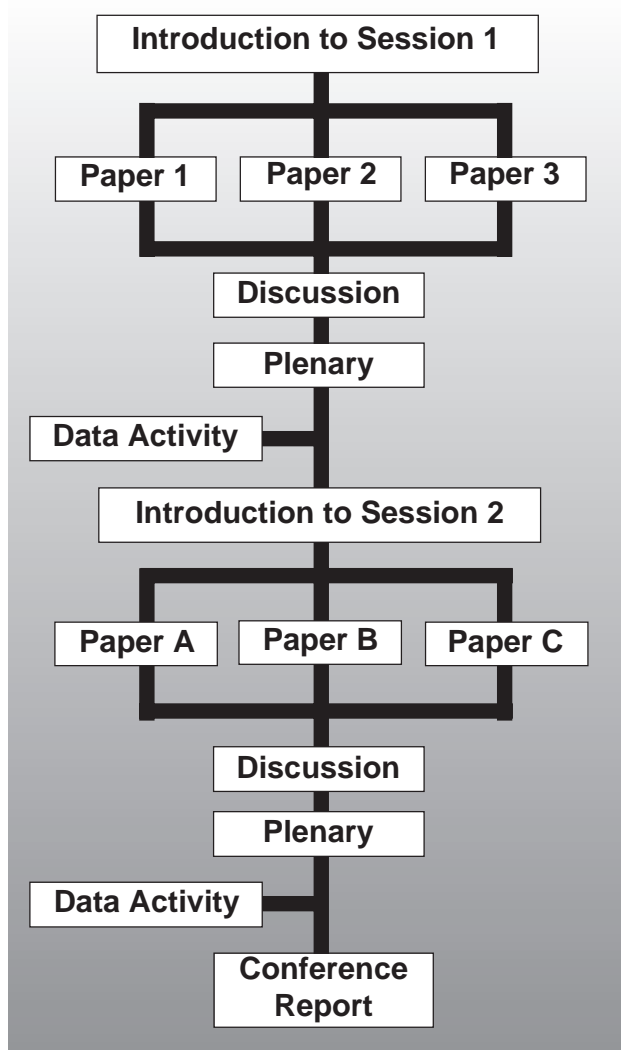 Introduction to Session 1
Paper 1
Paper 2
Paper 3
Discussion
Plenary
Data Activity
Introduction to Session 2
Paper A
Paper B
Paper C
Discussion
Plenary
Data Activity
Conference
Report